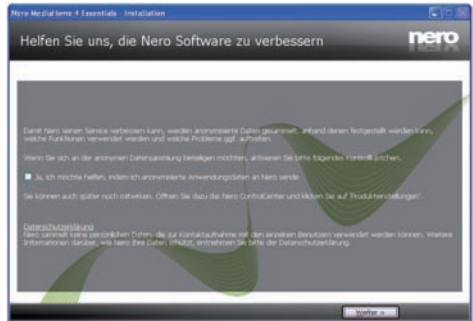 Nero MediaHome 4 Essentials - Installation
Helfen Sie uns, die Nero Software zu verbessern
nero
Damit Nero seinen Service verbessern kann, werden anonymisierte Daten gesammelt, anhand deren festgestellt werden kann,
welche Funktionen verwendet werden und welche Probleme ggf. auftreten.
Wenn Sie sich an der anonymen Datensammlung beteiligen möchten, aktivieren Sie bitte folgendes Kontrollkästchen.
Ja, ich möchte helfen, indem ich anonymisierte Anwendungsdaten an Nero sende
Sie können auch später noch mitwirken. Öffnen Sie dazu das Nero ControlCenter und klicken Sie auf 'Produkteinstellungen'.
Datenschutzerklärung
Nero sammelt keine persönlichen Daten, die zur Kontaktaufnahme mit den einzelnen Benutzern verwendet werden können. Weitere
Informationen darüber, wie Nero Ihre Daten schützt, entnehmen Sie bitte der Datenschutzerklärung.
Weiter »